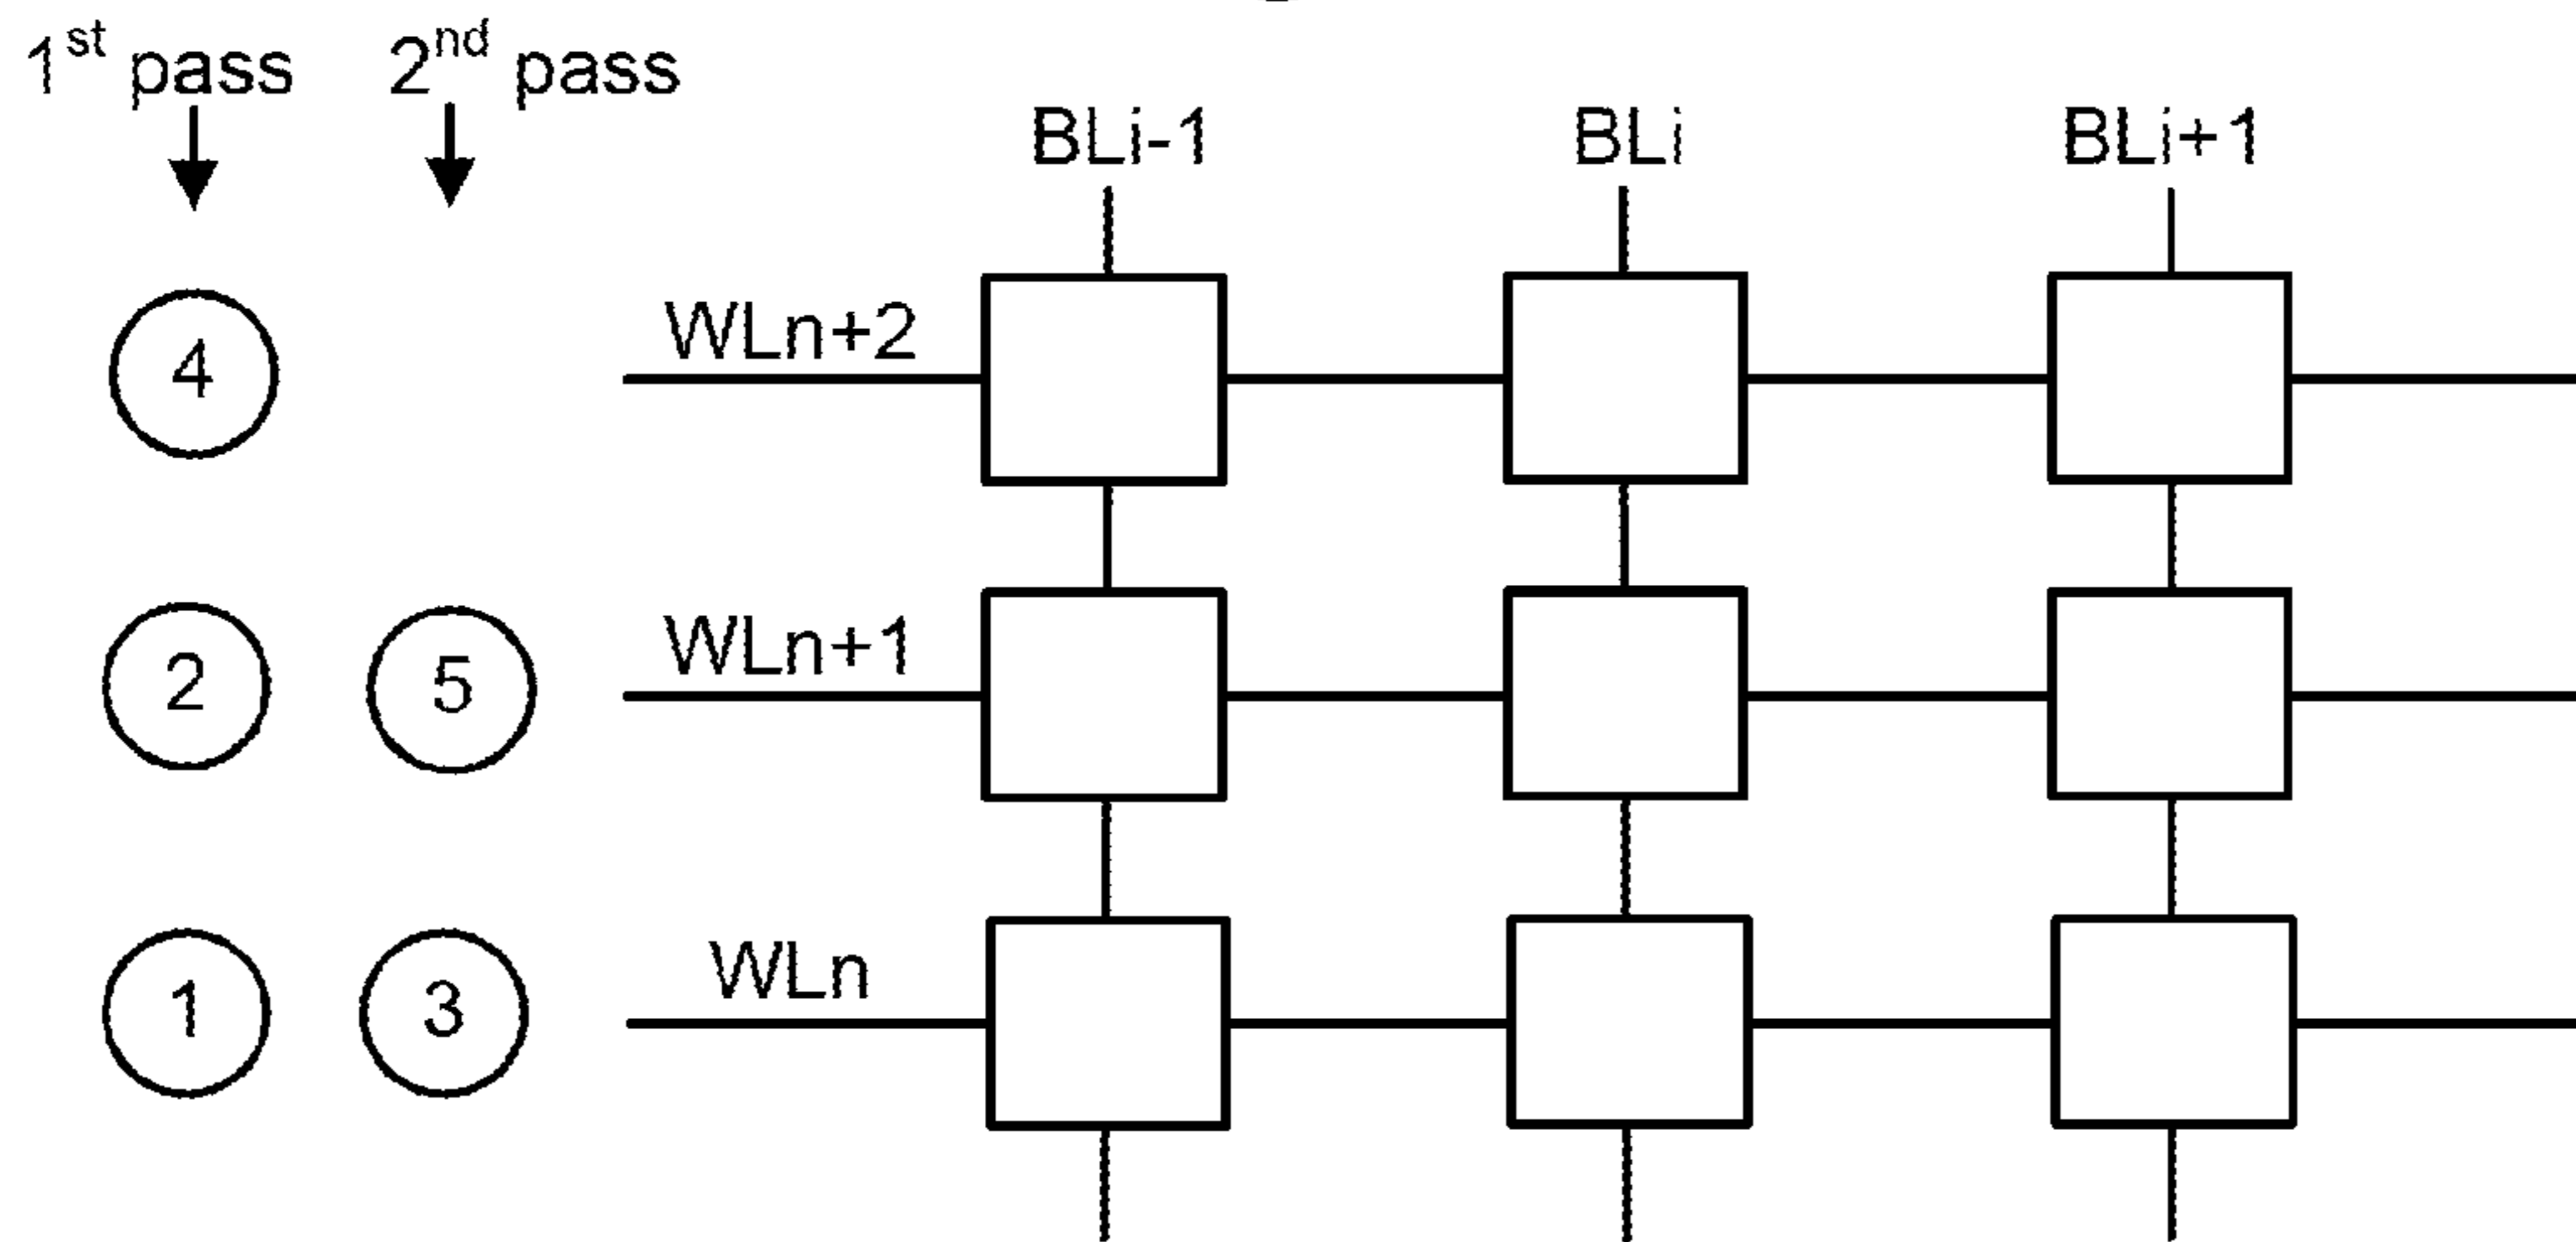 1st pass 2nd pass
BLi-1 BLi BLi+1
4 WLn+2
2 5 WLn+1
1 3 WLn